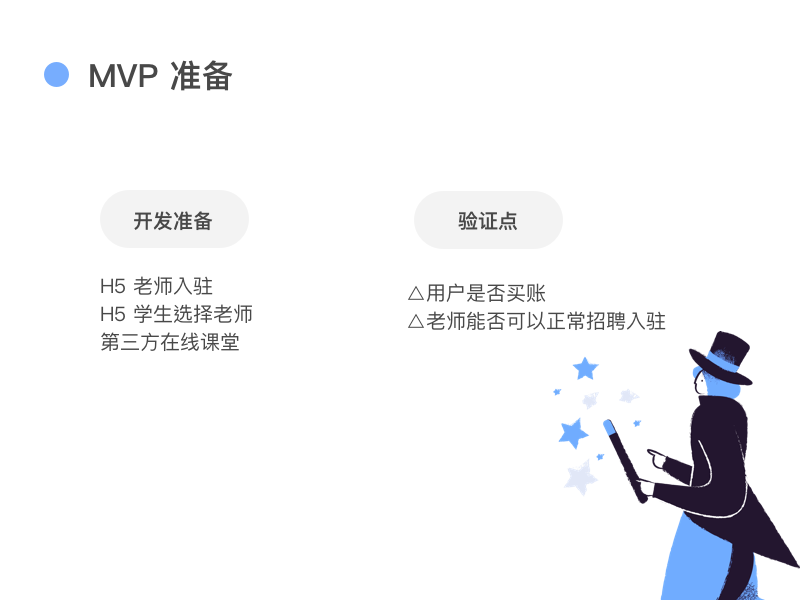 MVP 准备
开发准备
H5 老师入驻
H5 学生选择老师
第三方在线课堂
验证点
△用户是否买账
△老师能否可以正常招聘入驻